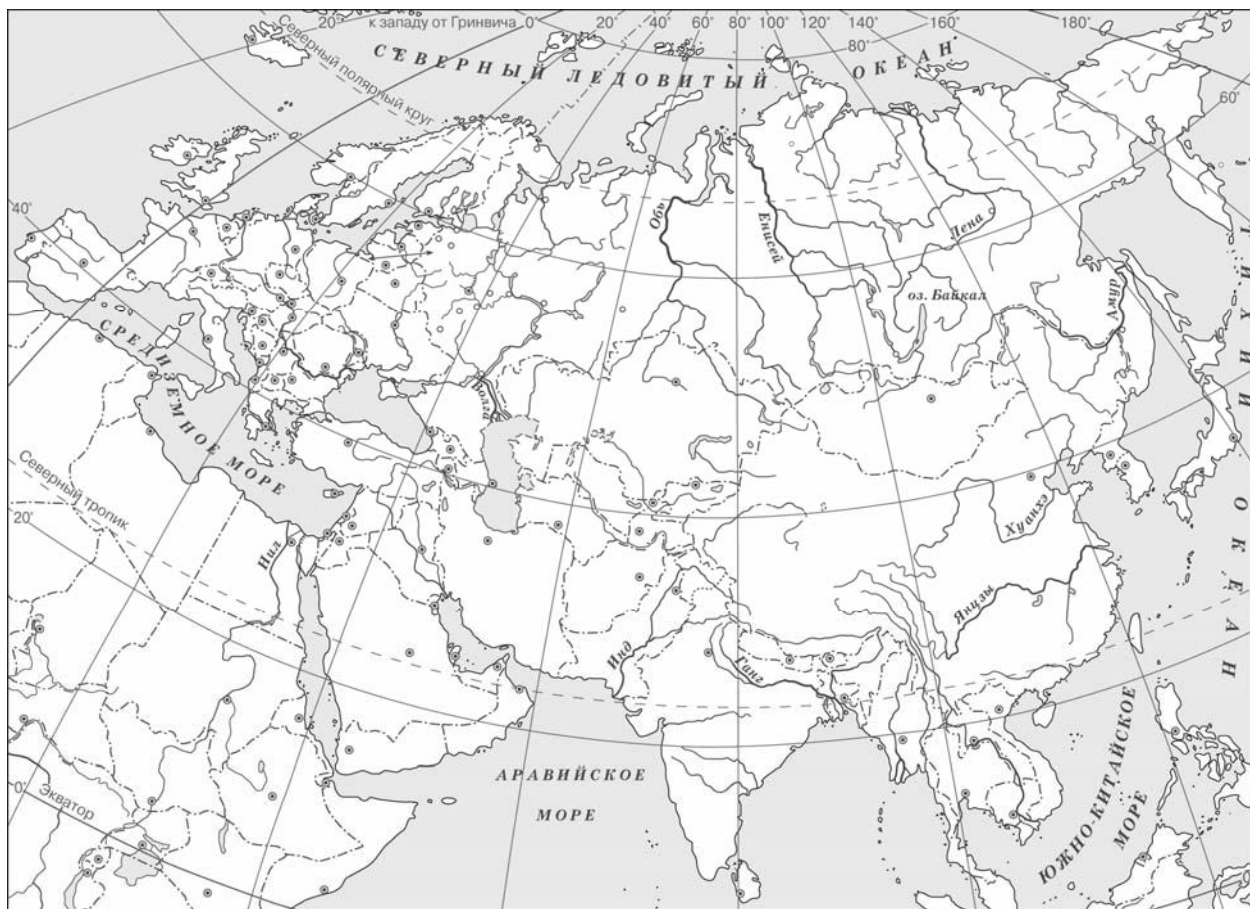 20° к западу от Гринвича 0° 20° 40° 60° 80° 100° 120° 140° 160° 180°
СЕВЕРНЫЙ ЛЕДОВИТЫЙ ОКЕАН
80°
60°
Северный полярный круг
40°
Обь
Енисей
Лена
оз. Байкал
Амур
ТИХИЙ ОКЕАН
Волга
СРЕДИЗЕМНОЕ МОРЕ
Северный тропик
20°
Нил
Хуанхэ
Янцзы
Инд
Ганг
АРАВИЙСКОЕ
МОРЕ
ЮЖНО-КИТАЙСКОЕ
МОРЕ
0°
Экватор
0°